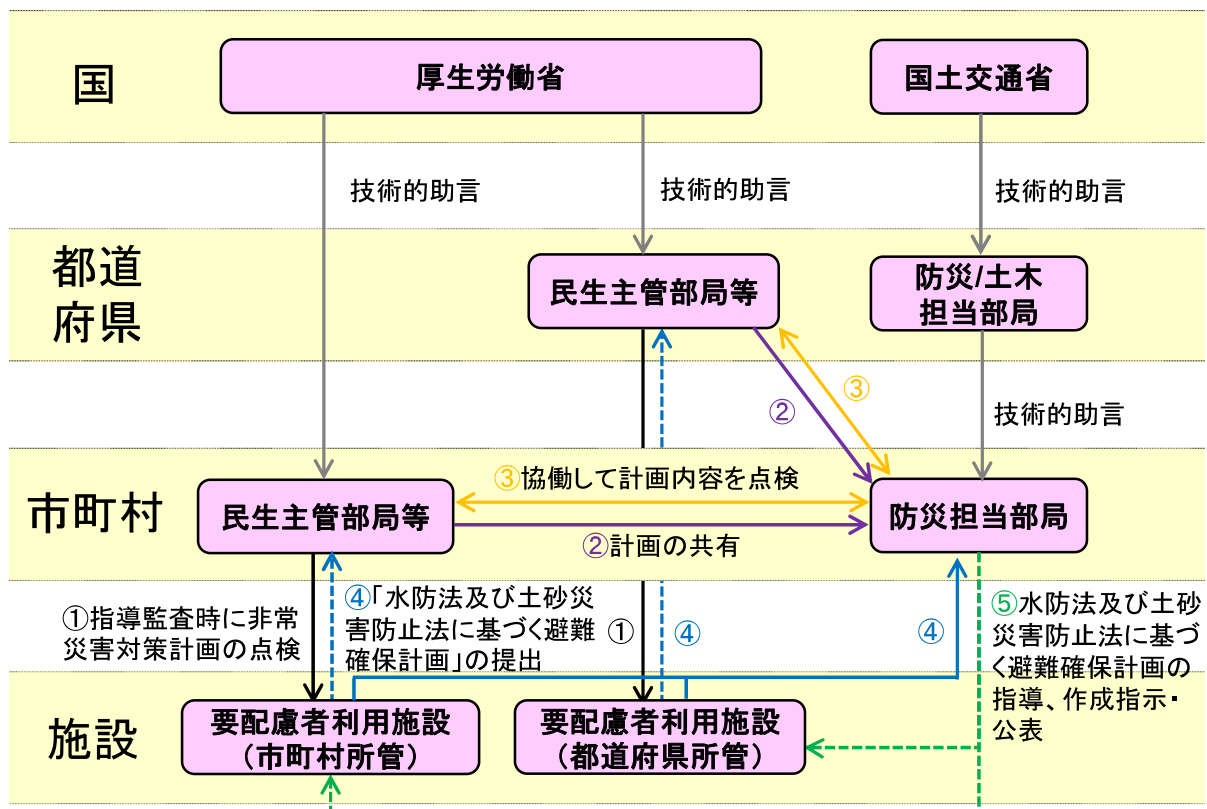 国
厚生労働省
国土交通省
技術的助言
技術的助言
技術的助言
都道
府県
民生主管部局等
防災/土木
担当部局
②
③
技術的助言
市町村
民生主管部局等
③協働して計画内容を点検
②計画の共有
防災担当部局
①指導監査時に非常
災害対策計画の点検
④「水防法及び土砂災
害防止法に基づく避難
確保計画」の提出
①
④
④
⑤水防法及び土砂
災害防止法に基づ
く避難確保計画の
指導、作成指示・
公表
施設
要配慮者利用施設
（市町村所管）
要配慮者利用施設
（都道府県所管）